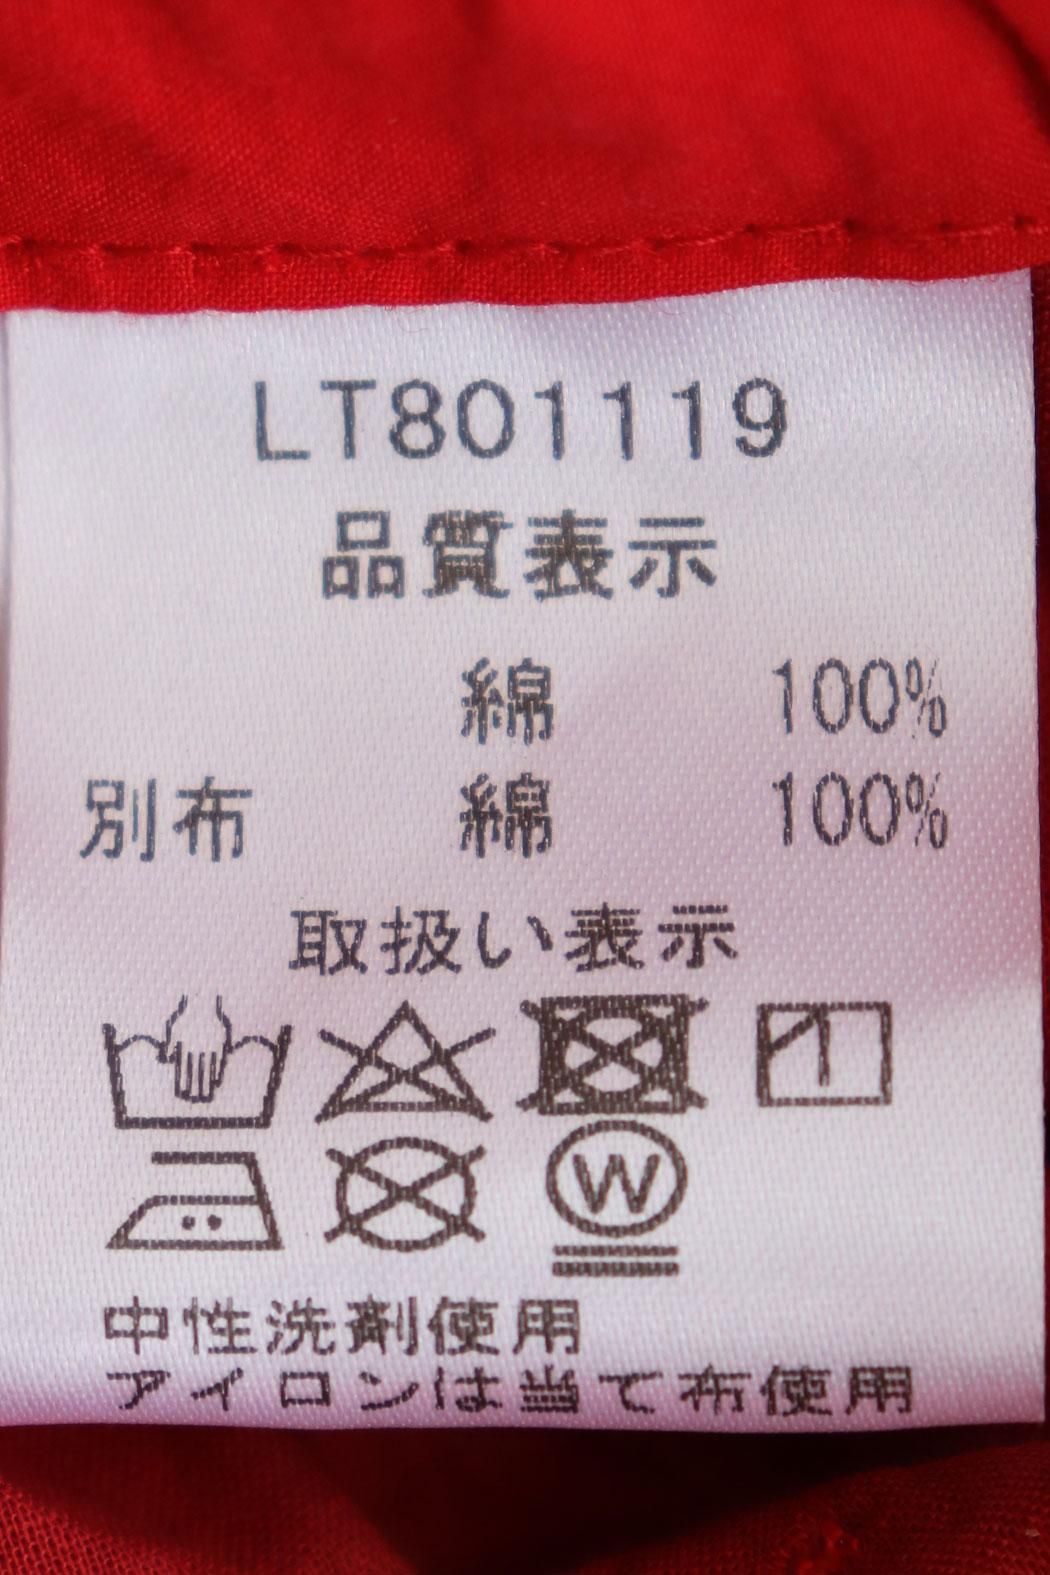 LT801119
品質表示
綿 100%
別布 綿 100%
取扱い表示
W
中性洗剤使用
アイロンは当て布使用